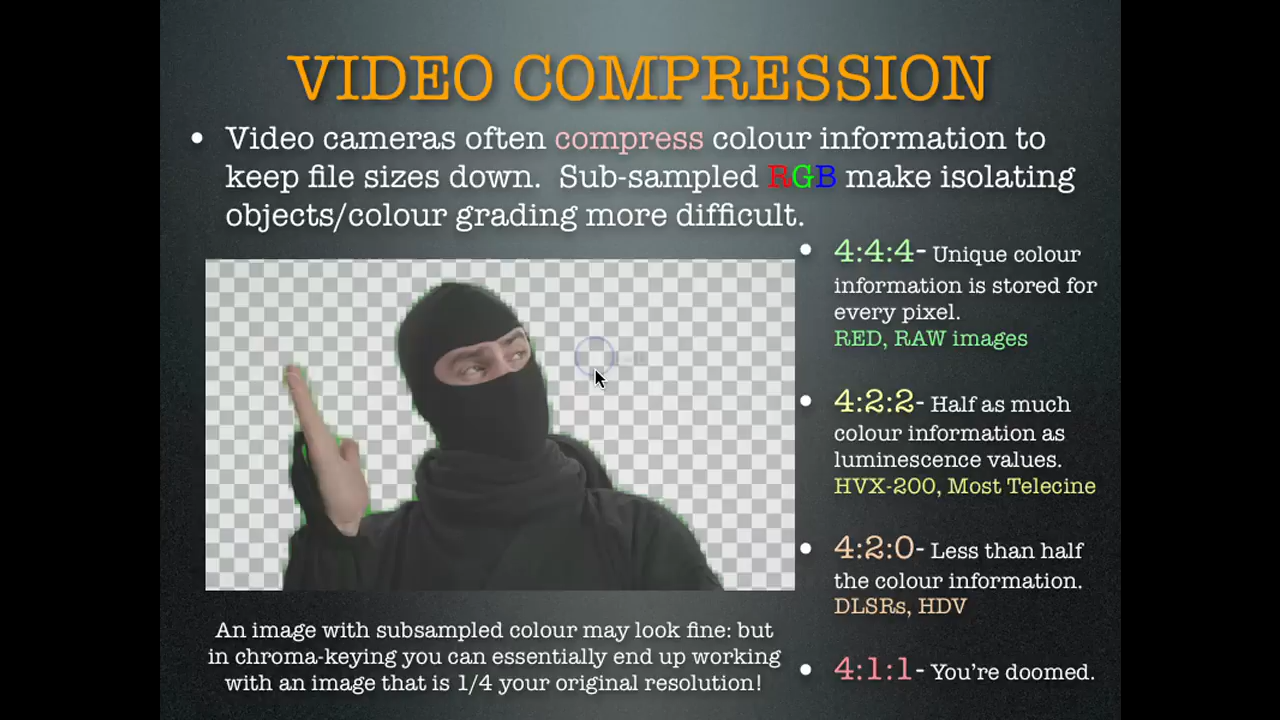 VIDEO COMPRESSION
• Video cameras often compress colour information to
keep file sizes down. Sub-sampled RGB make isolating
objects/colour grading more difficult.
• 4:4:4- Unique colour
information is stored for
every pixel.
RED, RAW images
• 4:2:2- Half as much
colour information as
luminescence values.
HVX-200, Most Telecine
• 4:2:0- Less than half
the colour information.
DLSRs, HDV
• 4:1:1- You're doomed.
An image with subsampled colour may look fine: but
in chroma-keying you can essentially end up working
with an image that is 1/4 your original resolution!